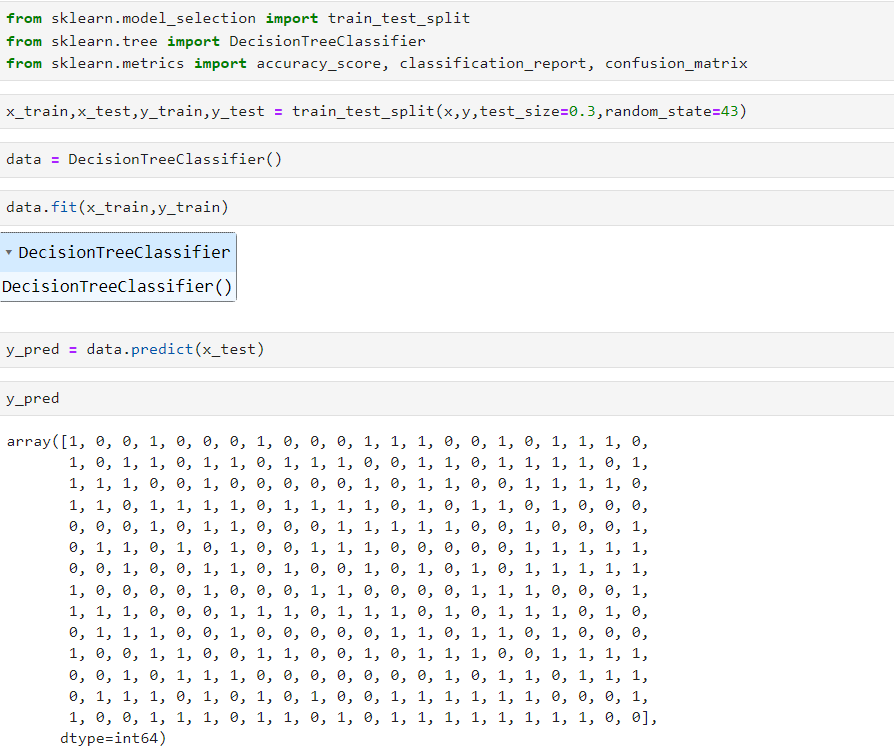 from sklearn.model_selection import train_test_split
from sklearn.tree import DecisionTreeClassifier
from sklearn.metrics import accuracy_score, classification_report, confusion_matrix
x_train,x_test,y_train,y_test = train_test_split(x,y,test_size=0.3,random_state=43)
data = DecisionTreeClassifier()
data.fit(x_train,y_train)
DecisionTreeClassifier
DecisionTreeClassifier()
y_pred = data.predict(x_test)
y_pred
array([1, 0, 0, 1, 0, 0, 0, 1, 0, 0, 0, 1, 1, 1, 0, 0, 1, 0, 1, 1, 1, 0,
1, 0, 1, 1, 0, 1, 1, 0, 1, 1, 1, 0, 0, 1, 1, 0, 1, 1, 1, 1, 0, 1,
1, 1, 1, 0, 0, 1, 0, 0, 0, 0, 0, 1, 0, 1, 1, 0, 0, 1, 1, 1, 1, 0,
1, 1, 0, 1, 1, 1, 1, 0, 1, 1, 1, 1, 0, 1, 0, 1, 1, 0, 1, 0, 0, 0,
0, 0, 0, 1, 0, 1, 1, 0, 0, 0, 1, 1, 1, 1, 1, 0, 0, 1, 0, 0, 0, 1,
0, 1, 1, 0, 1, 0, 1, 0, 0, 1, 1, 1, 0, 0, 0, 0, 0, 1, 1, 1, 1, 1,
0, 0, 1, 0, 0, 1, 1, 0, 1, 0, 0, 1, 0, 1, 0, 1, 0, 1, 1, 1, 1, 1,
1, 0, 0, 0, 0, 1, 0, 0, 0, 1, 1, 0, 0, 0, 0, 1, 1, 1, 0, 0, 0, 1,
1, 1, 1, 0, 0, 0, 1, 1, 1, 0, 1, 1, 1, 0, 1, 0, 1, 1, 1, 0, 1, 0,
0, 1, 1, 1, 0, 0, 1, 0, 0, 0, 0, 0, 1, 1, 0, 1, 1, 0, 1, 0, 0, 0,
1, 0, 0, 1, 1, 0, 0, 1, 1, 0, 0, 1, 0, 1, 1, 1, 0, 0, 1, 1, 1, 1,
0, 0, 1, 0, 1, 1, 1, 0, 0, 0, 0, 0, 0, 0, 1, 0, 1, 1, 0, 1, 1, 1,
0, 1, 1, 1, 0, 1, 0, 1, 0, 1, 0, 0, 1, 1, 1, 1, 1, 1, 0, 0, 0, 1,
1, 0, 0, 1, 1, 1, 0, 1, 1, 0, 1, 0, 1, 1, 1, 1, 1, 1, 1, 1, 0, 0],
dtype=int64)